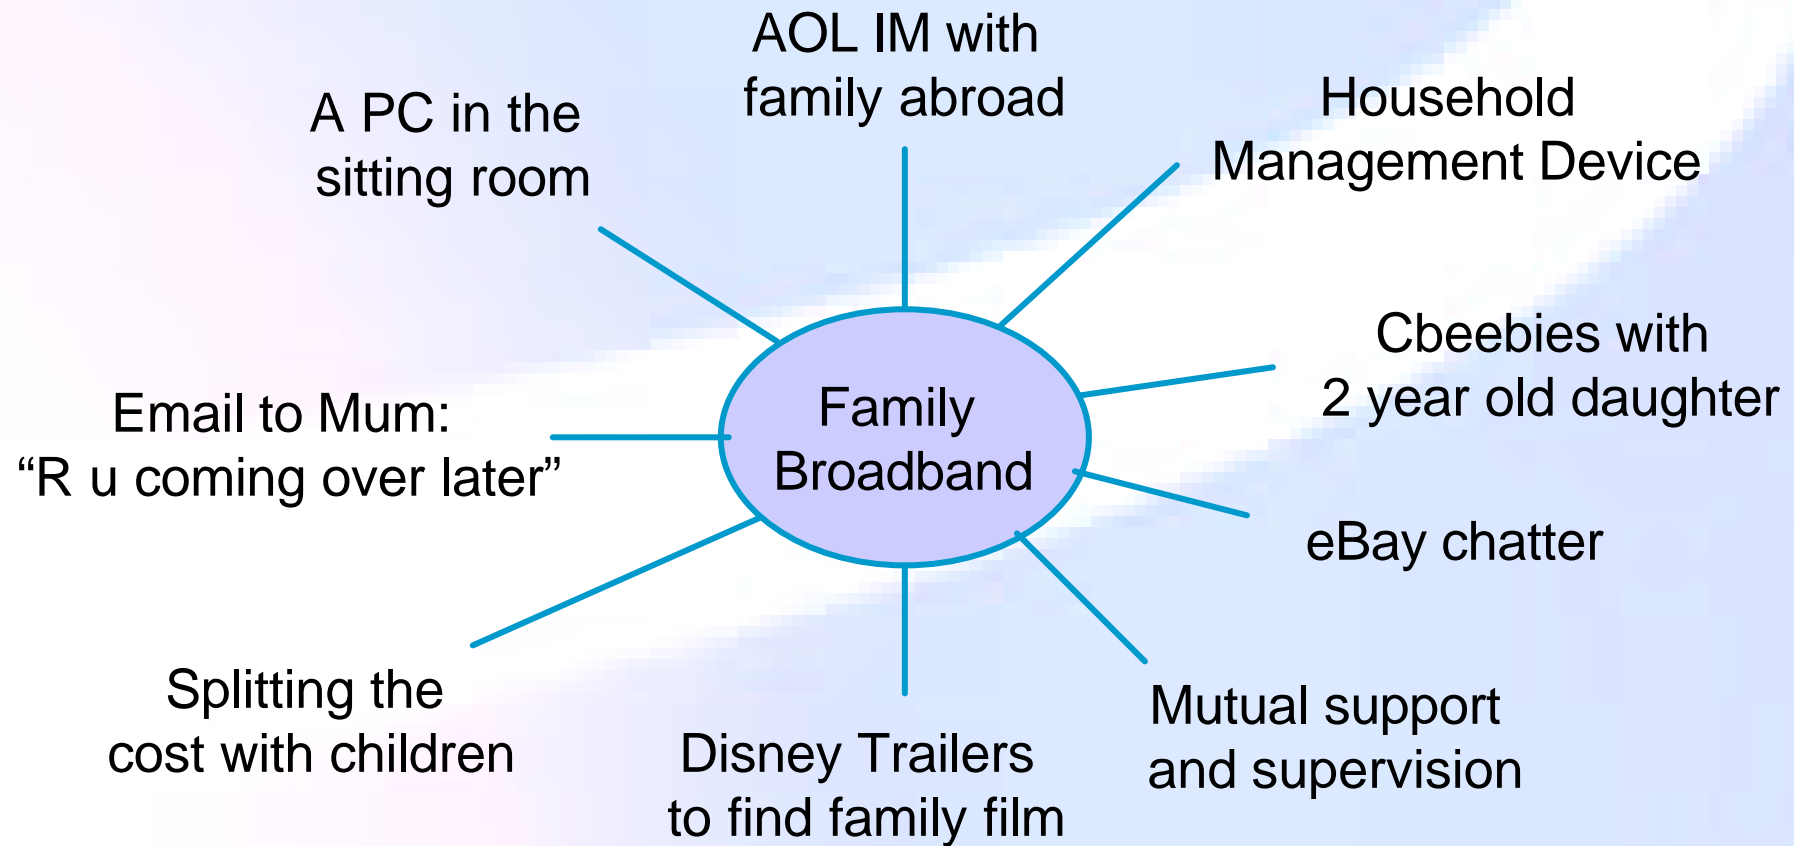 AOL IM with
family abroad
A PC in the
sitting room
Household
Management Device
Cbeebies with
2 year old daughter
Family
Broadband
Email to Mum:
“R u coming over later”
eBay chatter
Splitting the
cost with children
Disney Trailers
to find family film
Mutual support
and supervision